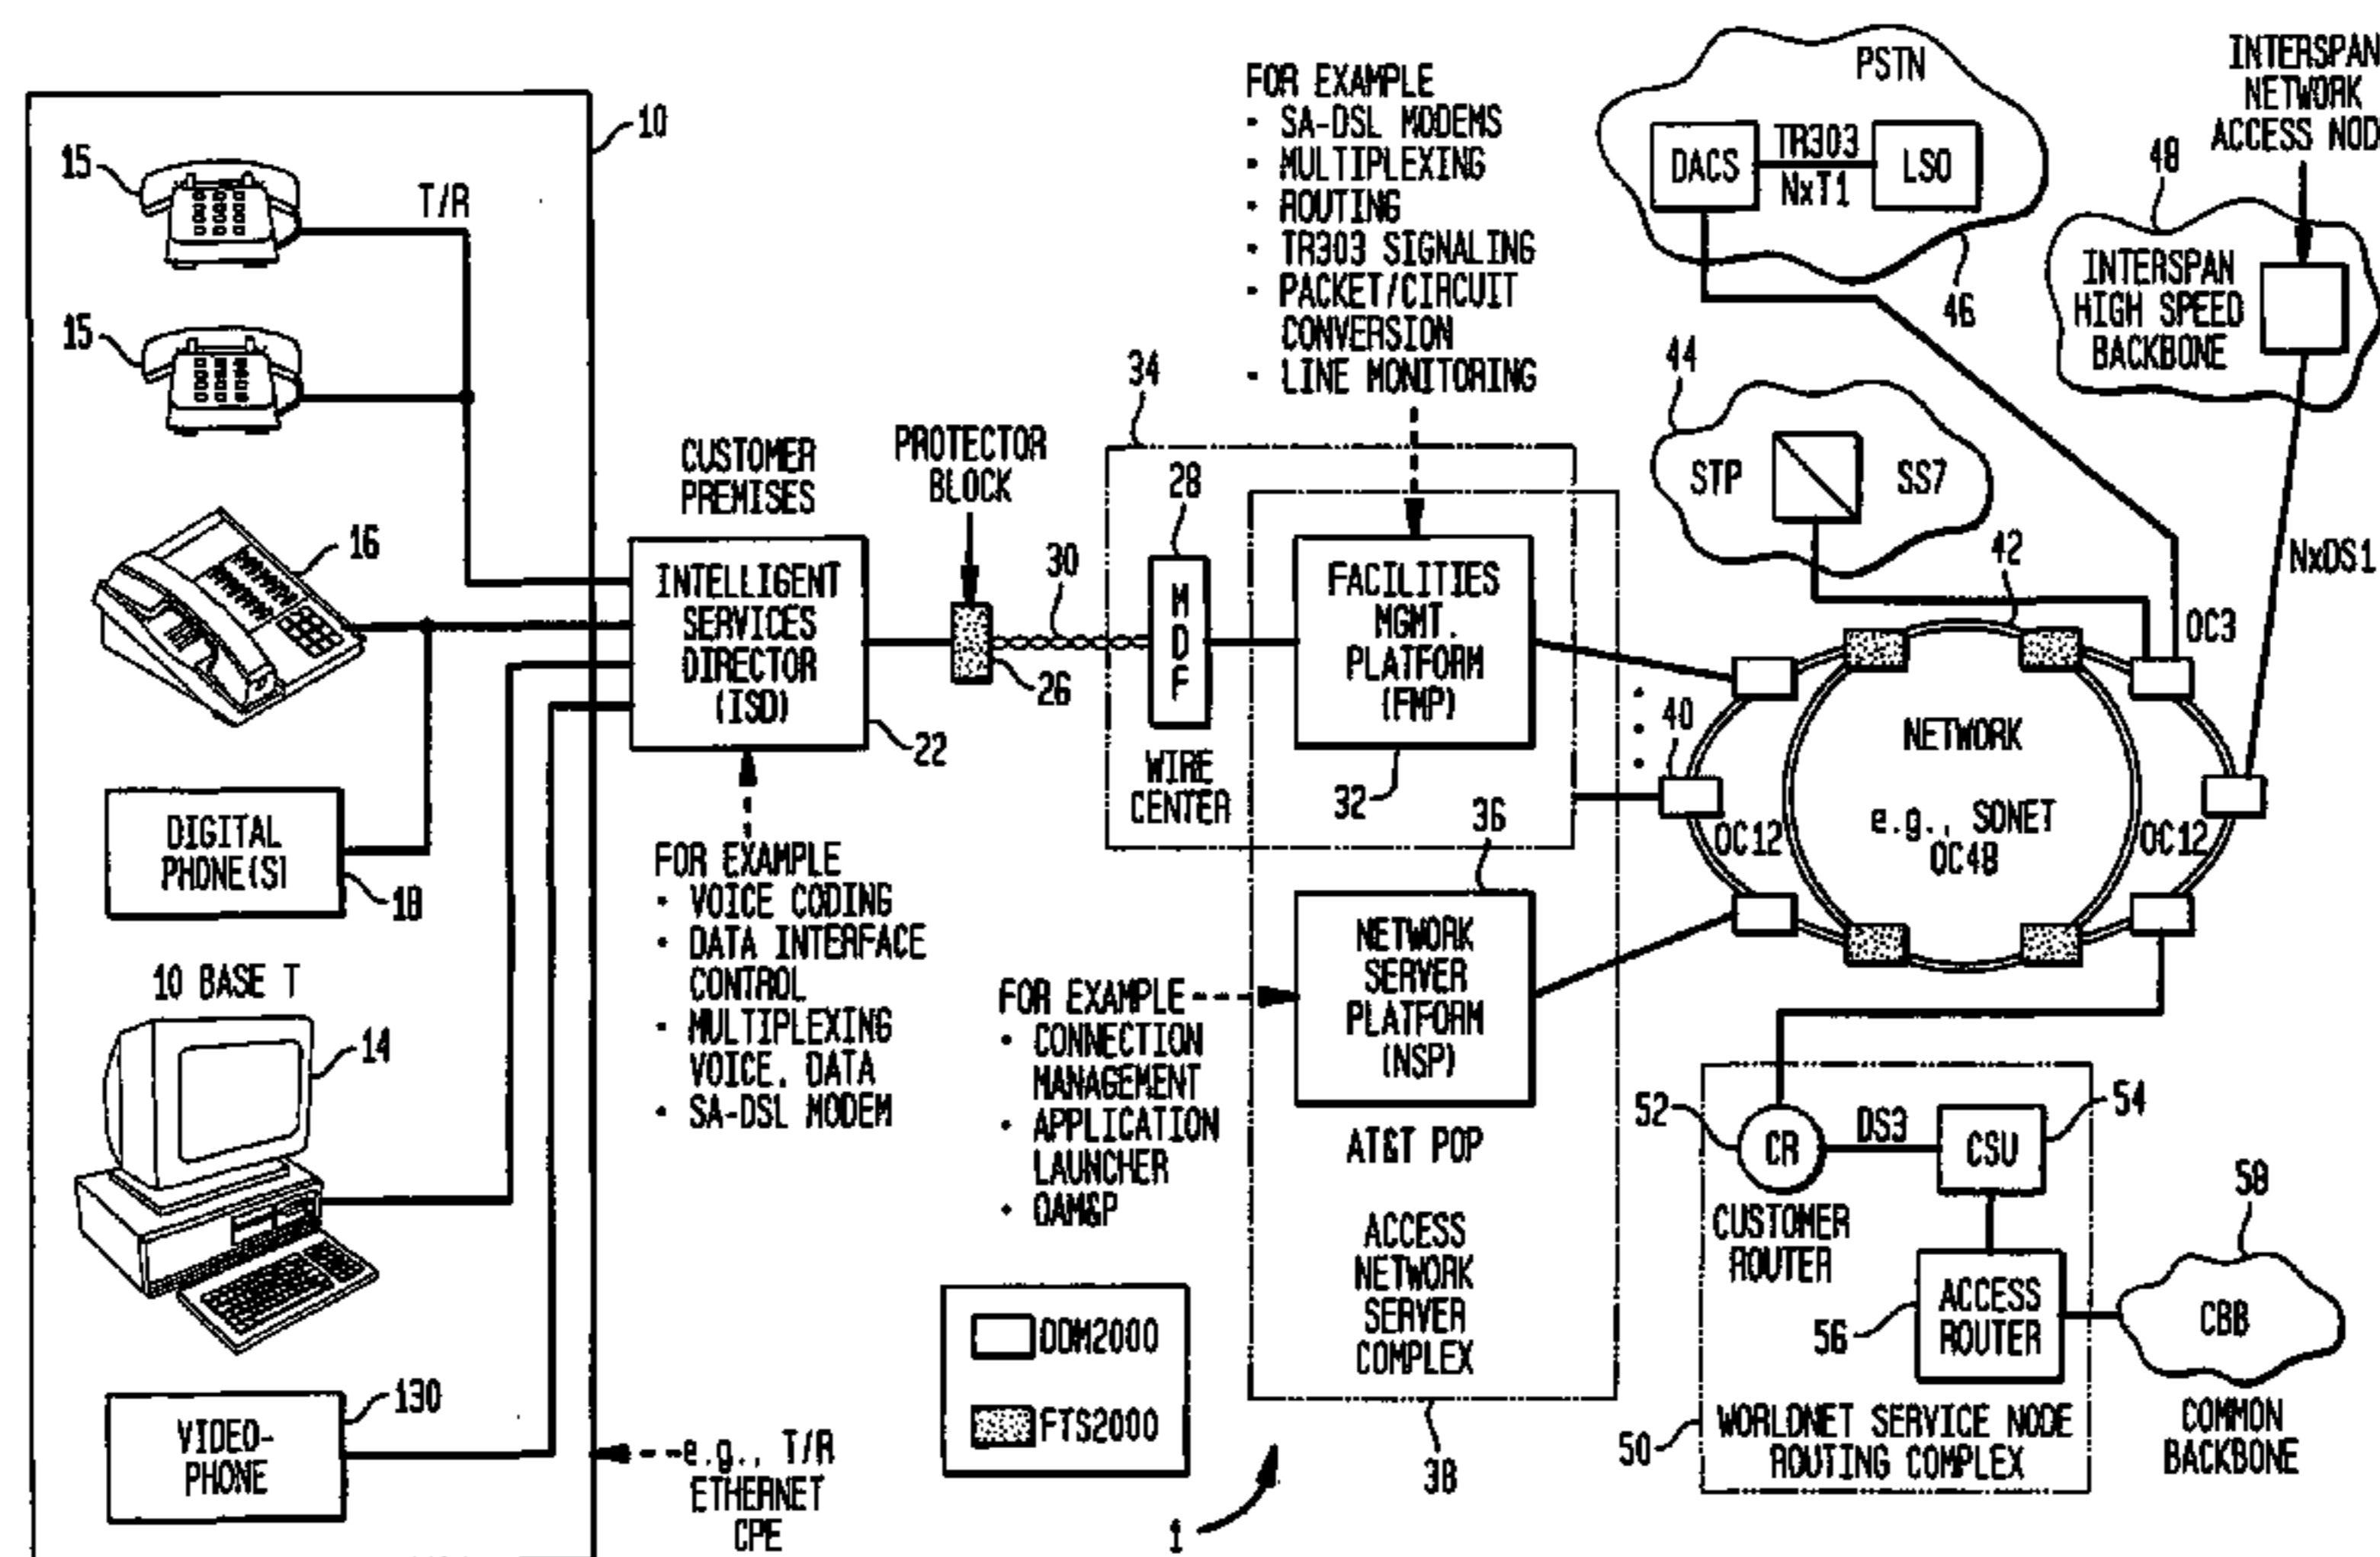 10
15
T/R
15
16
DIGITAL
PHONE(S)
18
10 BASE T
14
VIDEO-
PHONE
130
e.g., T/R
ETHERNET
CPE
CUSTOMER
PREMISES
INTELLIGENT
SERVICES
DIRECTOR
(ISD)
22
FOR EXAMPLE
• VOICE CODING
• DATA INTERFACE
CONTROL
• MULTIPLEXING
VOICE, DATA
• SA-DSL MODEM
PROTECTOR
BLOCK
26
30
34
28
MDF
WIRE
CENTER
FOR EXAMPLE
• SA-DSL MODEMS
• MULTIPLEXING
• ROUTING
• TR303 SIGNALING
• PACKET/CIRCUIT
CONVERSION
• LINE MONITORING
FACILITIES
MGMT.
PLATFORM
(FMP)
32
36
NETWORK
SERVER
PLATFORM
(NSP)
FOR EXAMPLE
• CONNECTION
MANAGEMENT
• APPLICATION
LAUNCHER
• OAM&P
AT&T POP
ACCESS
NETWORK
SERVER
COMPLEX
38
DDM2000
FTS2000
1
PSTN
DACS
TR303
NxT1
LSO
46
INTERSPAN
NETWORK
ACCESS NOD
48
INTERSPAN
HIGH SPEED
BACKBONE
44
STP
SS7
42
NxDS1
OC3
40
NETWORK
e.g., SONET
OC48
OC12
OC12
52
CR
DS3
CSU
54
CUSTOMER
ROUTER
56
ACCESS
ROUTER
58
CBB
COMMON
BACKBONE
50
WORLDNET SERVICE NODE
ROUTING COMPLEX